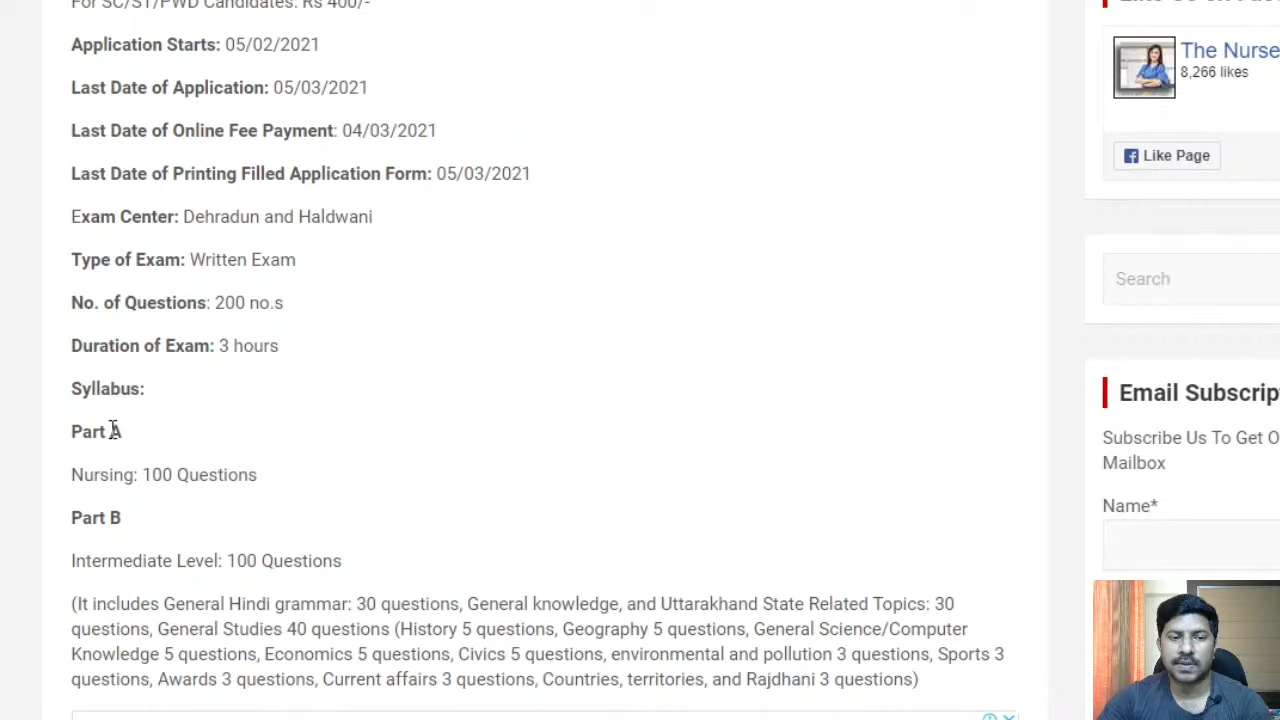 For SC/ST/PWD Candidates: Rs 400/-
Application Starts: 05/02/2021
Last Date of Application: 05/03/2021
Last Date of Online Fee Payment: 04/03/2021
Last Date of Printing Filled Application Form: 05/03/2021
Exam Center: Dehradun and Haldwani
Type of Exam: Written Exam
No. of Questions: 200 no.s
Duration of Exam: 3 hours
Syllabus:
Part A
Nursing: 100 Questions
Part B
Intermediate Level: 100 Questions
(It includes General Hindi grammar: 30 questions, General knowledge, and Uttarakhand State Related Topics: 30
questions, General Studies 40 questions (History 5 questions, Geography 5 questions, General Science/Computer
Knowledge 5 questions, Economics 5 questions, Civics 5 questions, environmental and pollution 3 questions, Sports 3
questions, Awards 3 questions, Current affairs 3 questions, Countries, territories, and Rajdhani 3 questions)
The Nurse
8,266 likes
Like Page
Search
Email Subscrip
Subscribe Us To Get O
Mailbox
Name*